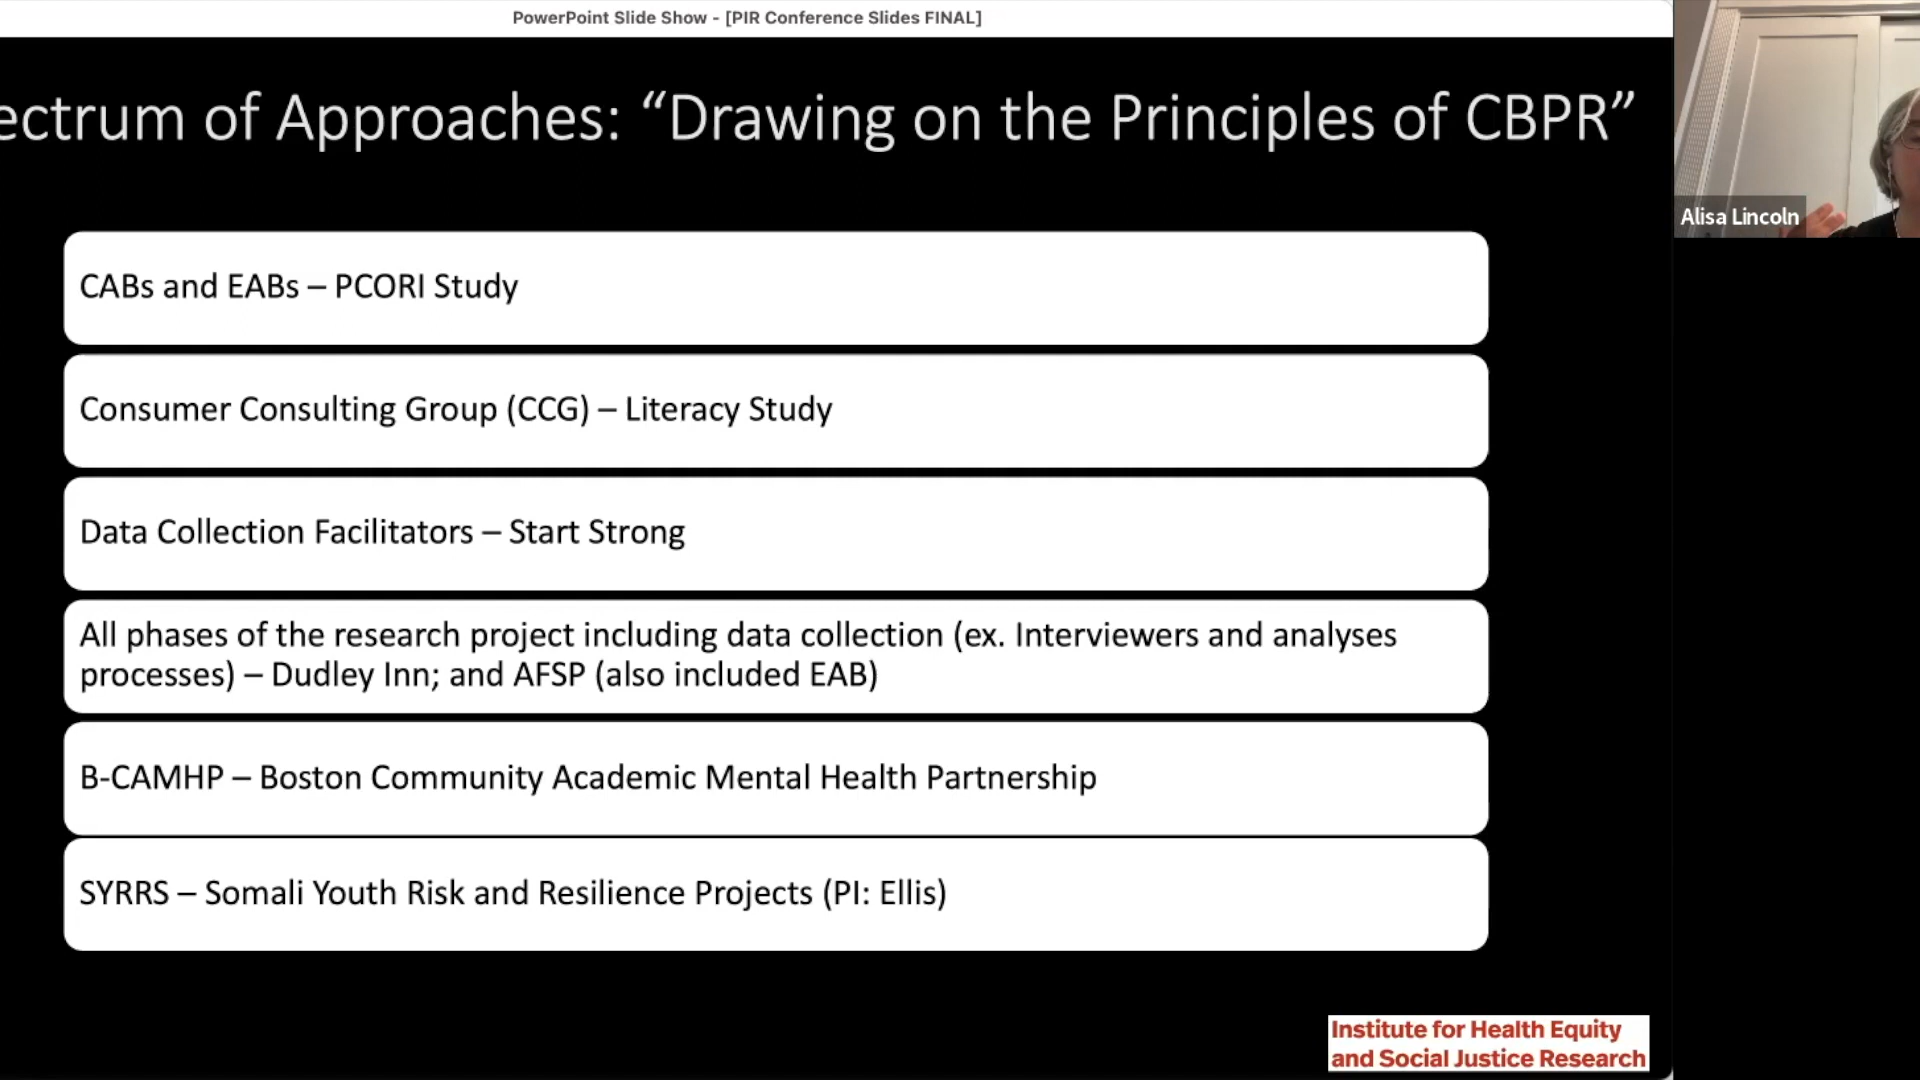 PowerPoint Slide Show - [PIR Conference Slides FINAL]
ectrum of Approaches: “Drawing on the Principles of CBPR”
Alisa Lincoln
CABs and EABs – PCORI Study
Consumer Consulting Group (CCG) – Literacy Study
Data Collection Facilitators – Start Strong
All phases of the research project including data collection (ex. Interviewers and analyses
processes) – Dudley Inn; and AFSP (also included EAB)
B-CAMHP – Boston Community Academic Mental Health Partnership
SYRRS – Somali Youth Risk and Resilience Projects (PI: Ellis)
Institute for Health Equity
and Social Justice Research